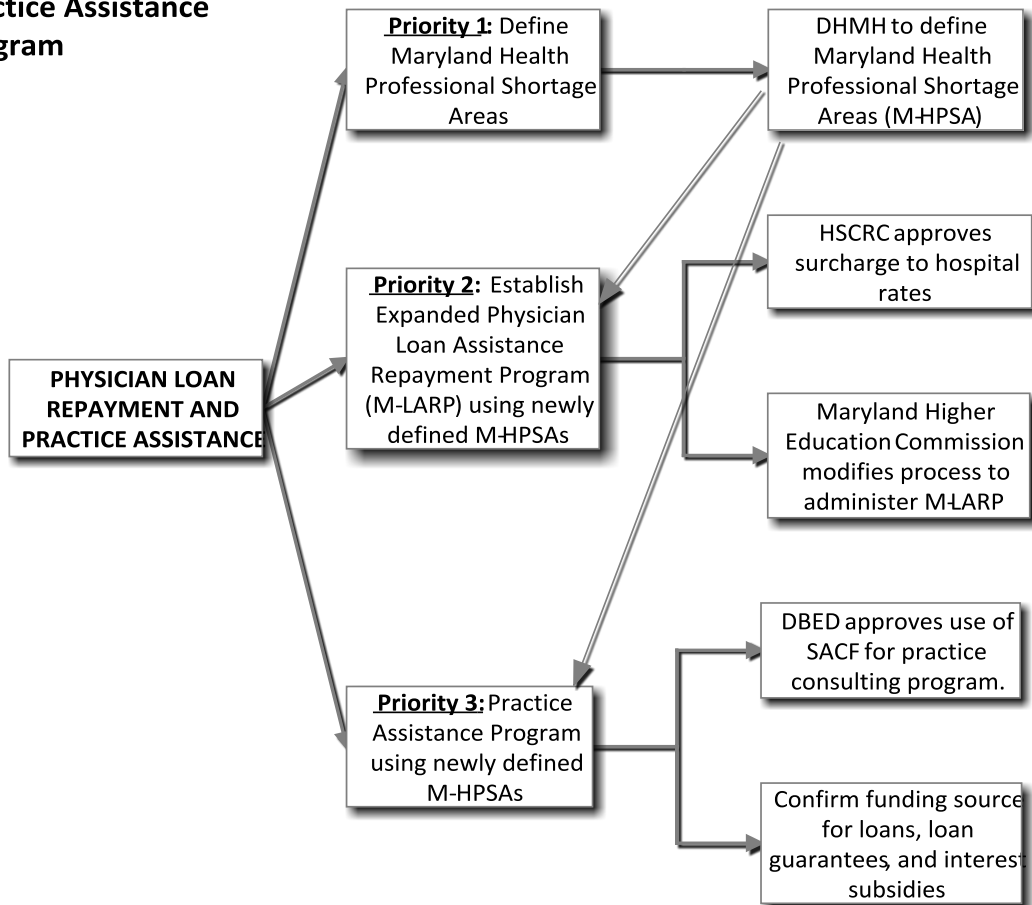 ctice Assistance
gram
Priority 1: Define
Maryland Health
Professional Shortage
Areas
DHMH to define
Maryland Health
Professional Shortage
Areas (M-HPSA)
HSCRC approves
surcharge to hospital
rates
Priority 2: Establish
Expanded Physician
Loan Assistance
Repayment Program
(M-LARP) using newly
defined M-HPSAs
PHYSICIAN LOAN
REPAYMENT AND
PRACTICE ASSISTANCE
Maryland Higher
Education Commission
modifies process to
administer M-LARP
DBED approves use of
SACF for practice
consulting program.
Priority 3: Practice
Assistance Program
using newly defined
M-HPSAs
Confirm funding source
for loans, loan
guarantees, and interest
subsidies